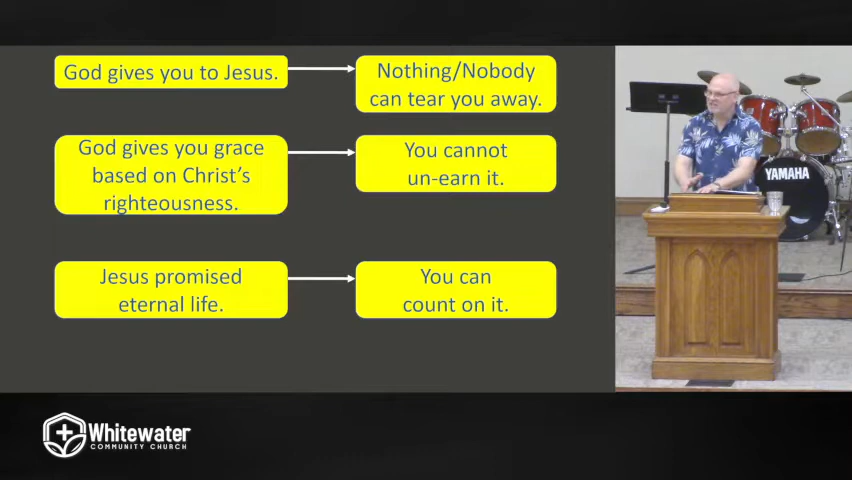 God gives you to Jesus.
Nothing/Nobody
can tear you away.
God gives you grace
based on Christ's
righteousness.
You cannot
un-earn it.
Jesus promised
eternal life.
You can
count on it.
YAMAHA
Whitewater
COMMUNITY CHURCH